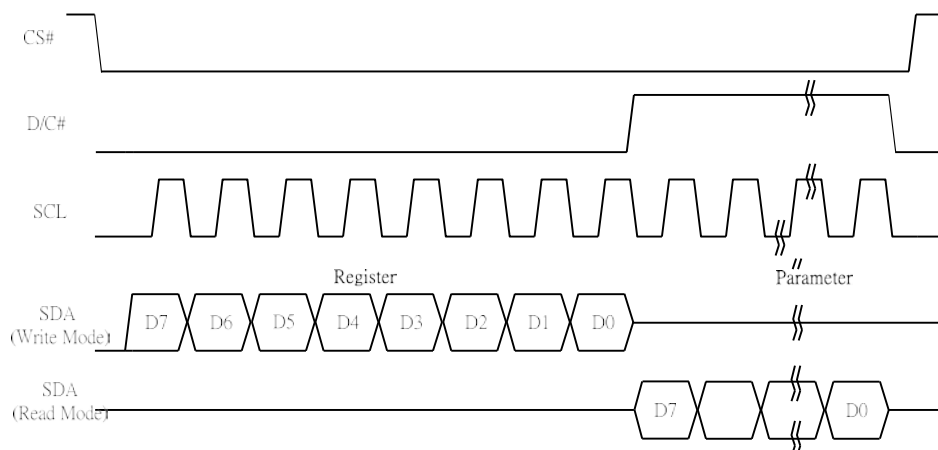 CS#
D/C#
SCL
Register
Parameter
SDA
(Write Mode)
D7 D6 D5 D4 D3 D2 D1 D0
SDA
(Read Mode)
D7 D0